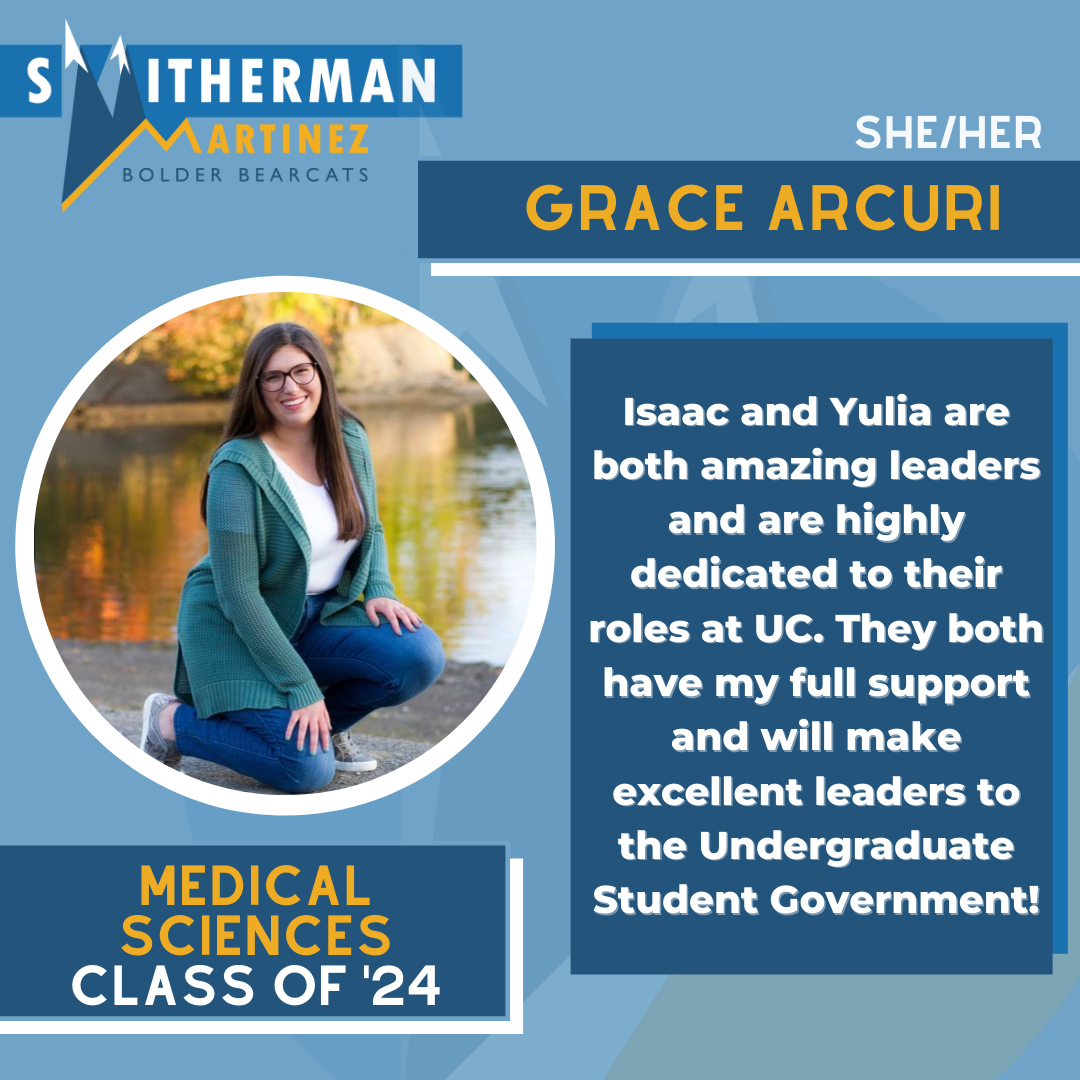 SMITHERMAN
MARTINEZ
BOLDER BEARCATS
SHE/HER
GRACE ARCURI
Isaac and Yulia are
both amazing leaders
and are highly
dedicated to their
roles at UC. They both
have my full support
and will make
excellent leaders to
the Undergraduate
Student Government!
MEDICAL
SCIENCES
CLASS OF '24